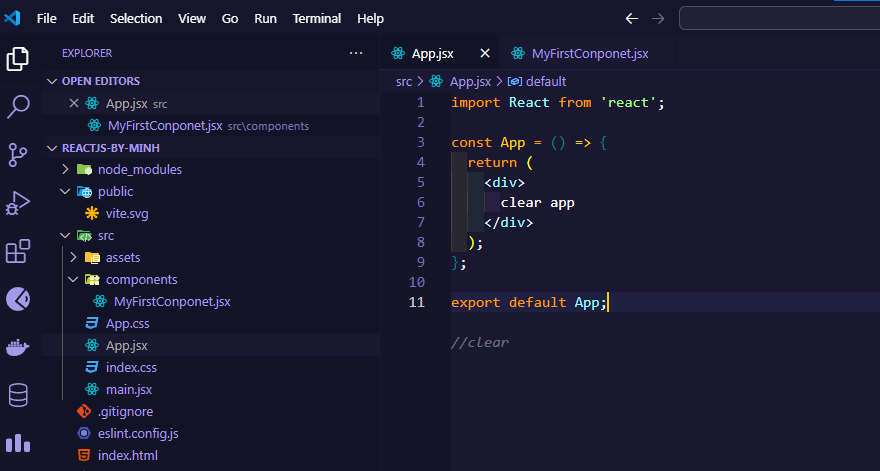 File Edit Selection View Go Run Terminal Help
EXPLORER ...
OPEN EDITORS
App.jsx src
MyFirstConponet.jsx src\components
REACTJS-BY-MINH
node_modules
public
vite.svg
src
assets
components
MyFirstConponet.jsx
App.css
App.jsx
index.css
main.jsx
.gitignore
eslint.config.js
index.html
App.jsx MyFirstConponet.jsx
src > App.jsx > default
1 import React from 'react';
2
3 const App = () => {
4 return (
5 <div>
6 clear app
7 </div>
8 );
9 };
10
11 export default App;
//clear